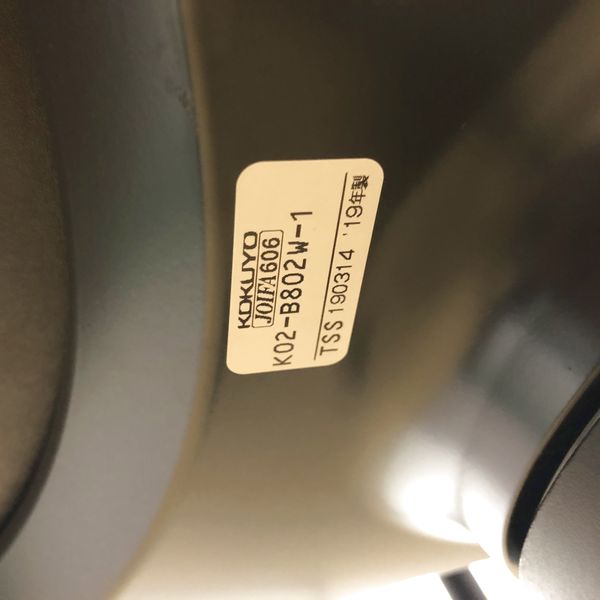 KOKUYO
JOIFA606
K02-B802W-1
TSS190314 '19年製